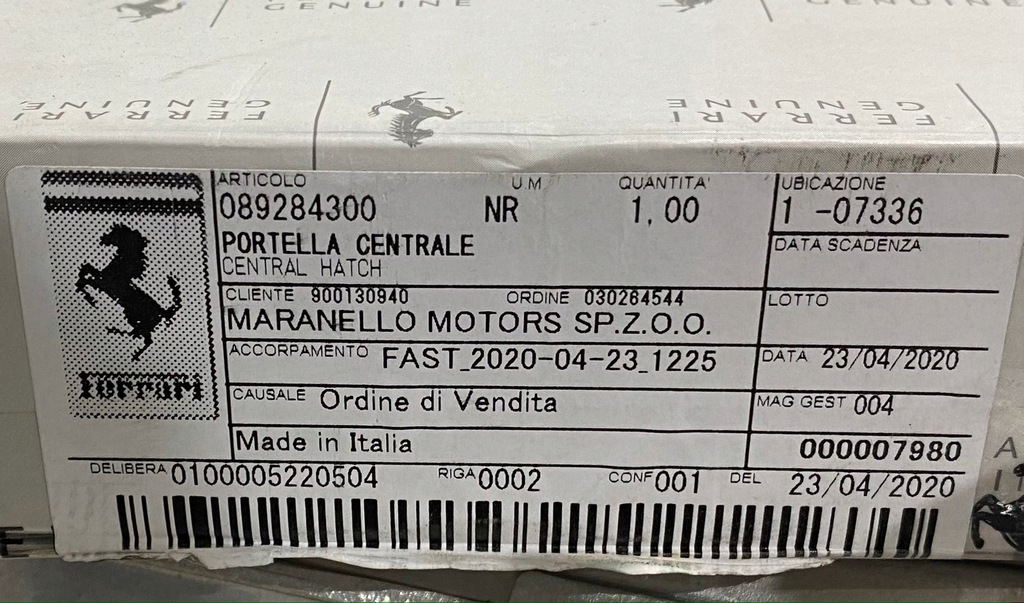 GENUINE
GENUINE
FERRARI
GENUINE
FERRARI
GENUINE
ARTICOLO U.M QUANTITA' UBICAZIONE
089284300 NR 1,00 1 -07336
PORTELLA CENTRALE DATA SCADENZA
CENTRAL HATCH
CLIENTE 900130940 ORDINE 030284544 LOTTO
MARANELLO MOTORS SP.Z.O.O.
ACCORPAMENTO FAST_2020-04-23_1225 DATA 23/04/2020
Ferrari
CAUSALE Ordine di Vendita MAG GEST 004
Made in Italia 000007980
DELIBERA 0100005220504 RIGA 0002 CONF 001 DEL 23/04/2020